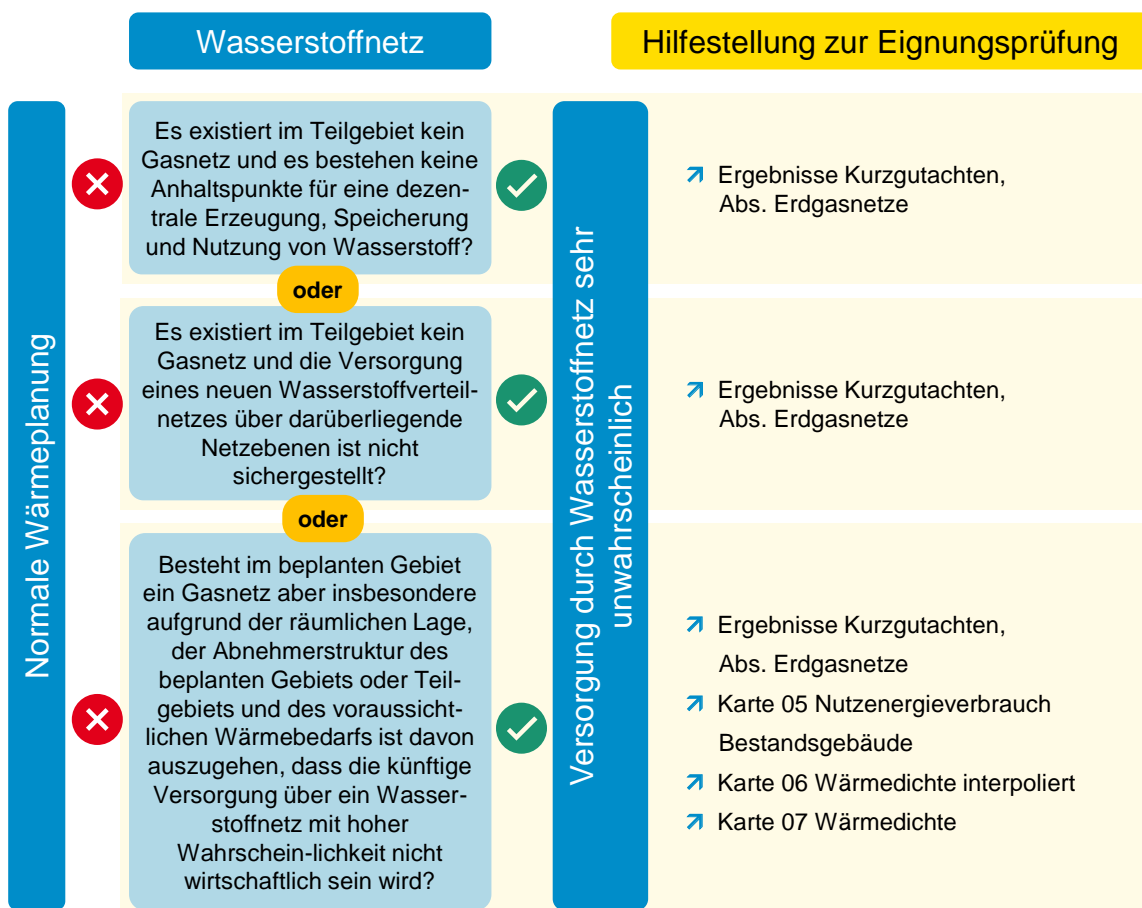 Wasserstoffnetz
Hilfestellung zur Eignungsprüfung
Normale Wärmeplanung
Es existiert im Teilgebiet kein
Gasnetz und es bestehen keine
Anhaltspunkte für eine dezen-
trale Erzeugung, Speicherung
und Nutzung von Wasserstoff?
oder
Es existiert im Teilgebiet kein
Gasnetz und die Versorgung
eines neuen Wasserstoffverteil-
netzes über darüberliegende
Netzebenen ist nicht
sichergestellt?
oder
Besteht im beplanten Gebiet
ein Gasnetz aber insbesondere
aufgrund der räumlichen Lage,
der Abnehmerstruktur des
beplanten Gebiets oder Teil-
gebiets und des voraussicht-
lichen Wärmebedarfs ist davon
auszugehen, dass die künftige
Versorgung über ein Wasser-
stoffnetz mit hoher
Wahrschein-lichkeit nicht
wirtschaftlich sein wird?
Versorgung durch Wasserstoffnetz sehr
unwahrscheinlich
Ergebnisse Kurzgutachten,
Abs. Erdgasnetze
Ergebnisse Kurzgutachten,
Abs. Erdgasnetze
Ergebnisse Kurzgutachten,
Abs. Erdgasnetze
Karte 05 Nutzenergieverbrauch
Bestandsgebäude
Karte 06 Wärmedichte interpoliert
Karte 07 Wärmedichte